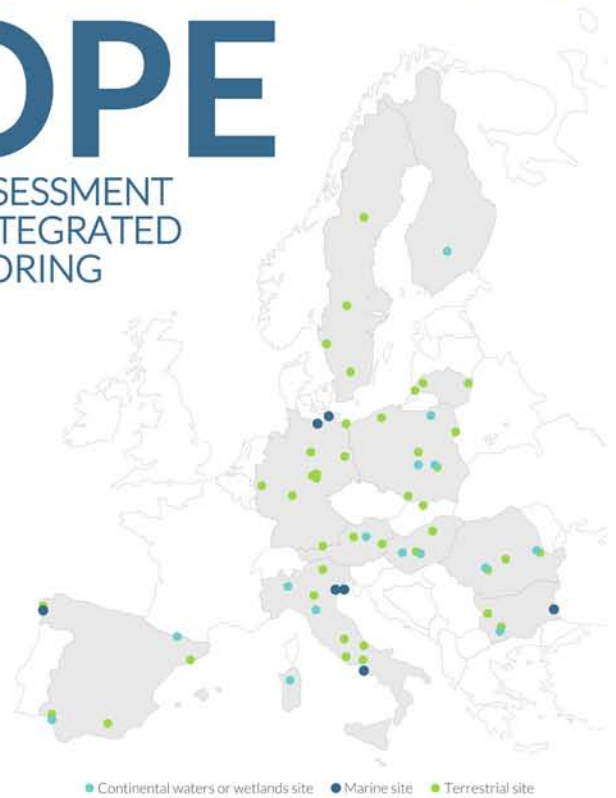 OPE
SESSMENT
TEGRATED
ORING
Continental waters or wetlands site Marine site Terrestrial site